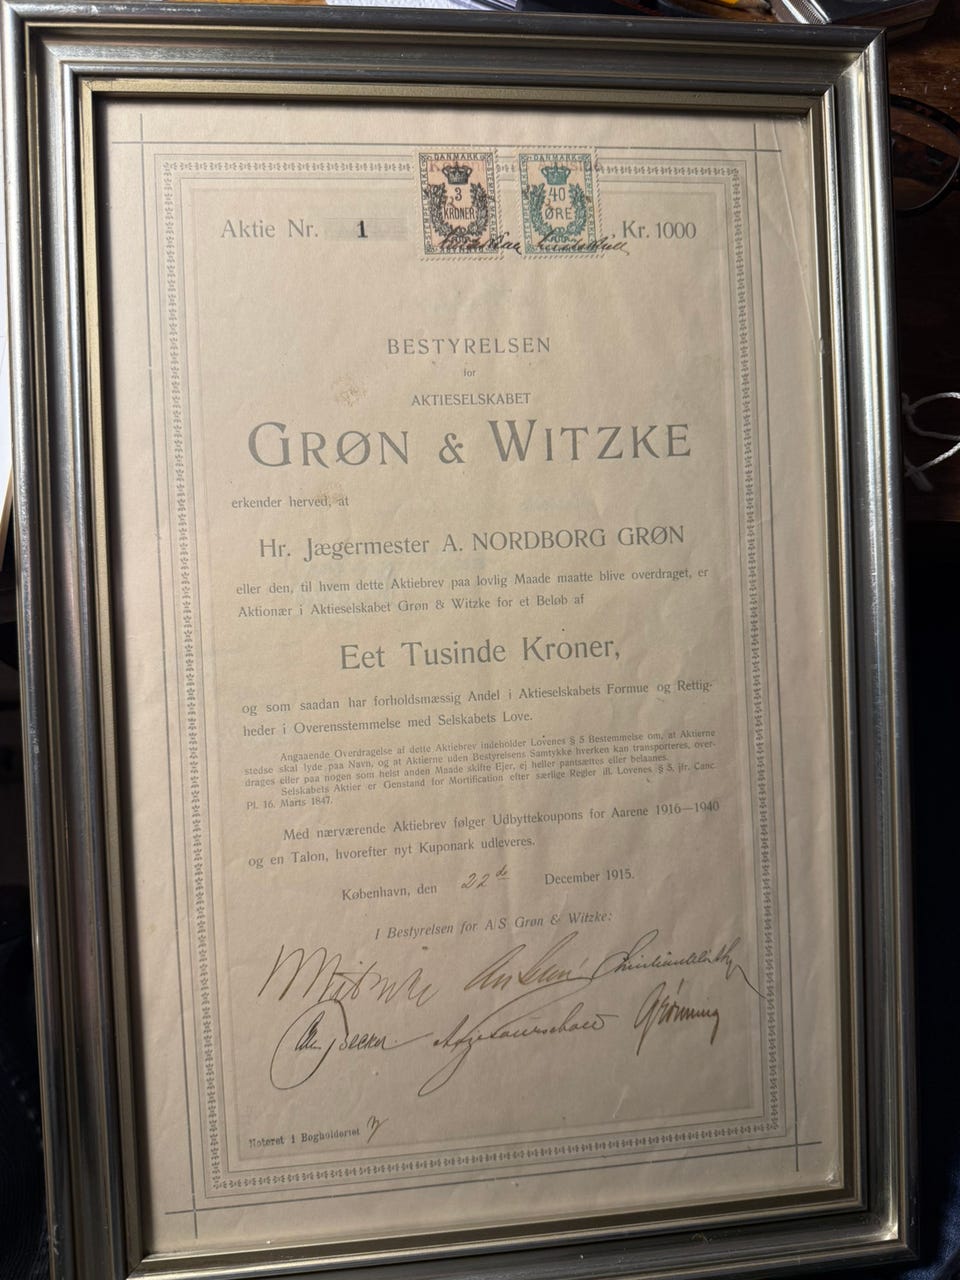 Aktie Nr. 1
DANMARK
3
KRONER
DANMARK
40
ØRE
Kr. 1000
BESTYRELSEN
for
AKTIESELSKABET
GRØN & WITZKE
erkender herved, at
Hr. Jægermester A. NORDBORG GRØN
eller den, til hvem dette Aktiebrev paa lovlig Maade maatte blive overdraget, er
Aktionær i Aktieselskabet Grøn & Witzke for et Beløb af
Eet Tusinde Kroner,
og som saadan har forholdsmæssig Andel i Aktieselskabets Formue og Rettig-
heder i Overensstemmelse med Selskabets Love.
Angaaende Overdragelse af dette Aktiebrev indeholder Lovenes § 5 Bestemmelse om, at Aktierne
stedse skal lyde paa Navn, og at Aktierne uden Bestyrelsens Samtykke hverken kan transporteres, over-
drages eller paa nogen som helst anden Maade skifte Ejer, ej heller pantsættes eller belaanes.
Selskabets Aktier er Genstand for Mortification efter særlige Regler ifl. Lovenes § 5, jfr. Canc.
Pl. 16. Marts 1847.
Med nærværende Aktiebrev følger Udbyttekoupons for Aarene 1916—1940
og en Talon, hvorefter nyt Kuponark udleveres.
København, den 22de December 1915.
I Bestyrelsen for A/S Grøn & Witzke:
Grønning
Noteret i Bogholderiet